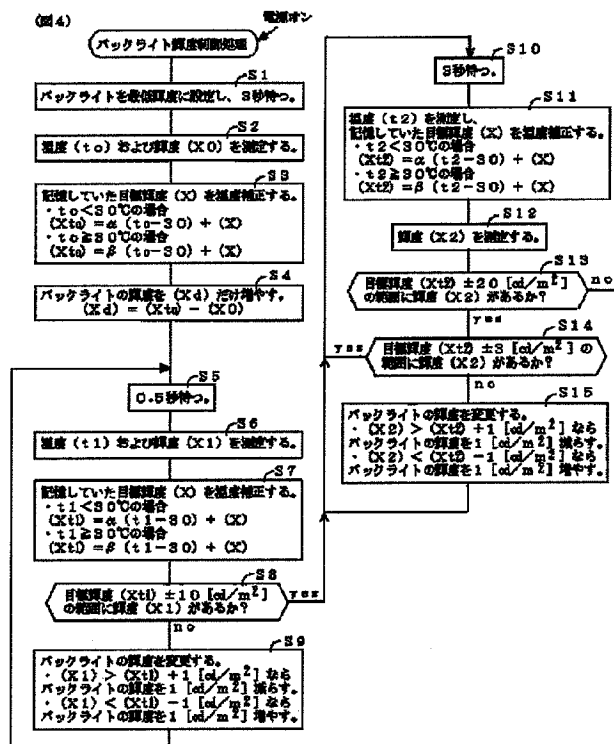 (図4)
電源オン
バックライト輝度制御処理
S1
バックライトを最低輝度に設定し、3秒待つ。
S2
温度(to)および輝度(X0)を測定する。
S3
記憶していた目標輝度(X)を温度補正する。
・to<30℃の場合
(Xto)=α(to-30)+(X)
・to≧30℃の場合
(Xto)=β(to-30)+(X)
S4
バックライトの輝度を(Xd)だけ増やす。
(Xd)=(Xto)-(X0)
S5
0.5秒待つ。
S6
温度(t1)および輝度(X1)を測定する。
S7
記憶していた目標輝度(X)を温度補正する。
・t1<30℃の場合
(Xt1)=α(t1-30)+(X)
・t1≧30℃の場合
(Xt1)=β(t1-30)+(X)
S8
目標輝度(Xt1)±10[cd/m²]
の範囲に輝度(X1)があるか?
yes
no
S9
バックライトの輝度を変更する。
・(X1)>(Xt1)+1[cd/m²]なら
バックライトの輝度を1[cd/m²]減らす。
・(X1)<(Xt1)-1[cd/m²]なら
バックライトの輝度を1[cd/m²]増やす。
S10
3秒待つ。
S11
温度(t2)を測定し、
記憶していた目標輝度(X)を温度補正する。
・t2<30℃の場合
(Xt2)=α(t2-30)+(X)
・t2≧30℃の場合
(Xt2)=β(t2-30)+(X)
S12
輝度(X2)を測定する。
S13
目標輝度(Xt2)±20[cd/m²]
の範囲に輝度(X2)があるか?
no
yes
S14
yes
目標輝度(Xt2)±3[cd/m²]の
範囲に輝度(X2)があるか?
no
S15
バックライトの輝度を変更する。
・(X2)>(Xt2)+1[cd/m²]なら
バックライトの輝度を1[cd/m²]減らす。
・(X2)<(Xt2)-1[cd/m²]なら
バックライトの輝度を1[cd/m²]増やす。